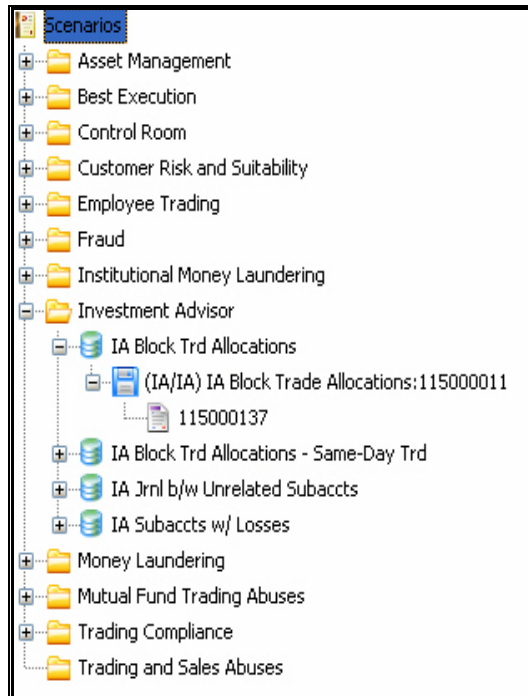 Scenarios
Asset Management
Best Execution
Control Room
Customer Risk and Suitability
Employee Trading
Fraud
Institutional Money Laundering
Investment Advisor
IA Block Trd Allocations
(IA/IA) IA Block Trade Allocations:115000011
115000137
IA Block Trd Allocations - Same-Day Trd
IA Jrnl b/w Unrelated Subaccts
IA Subaccts w/ Losses
Money Laundering
Mutual Fund Trading Abuses
Trading Compliance
Trading and Sales Abuses